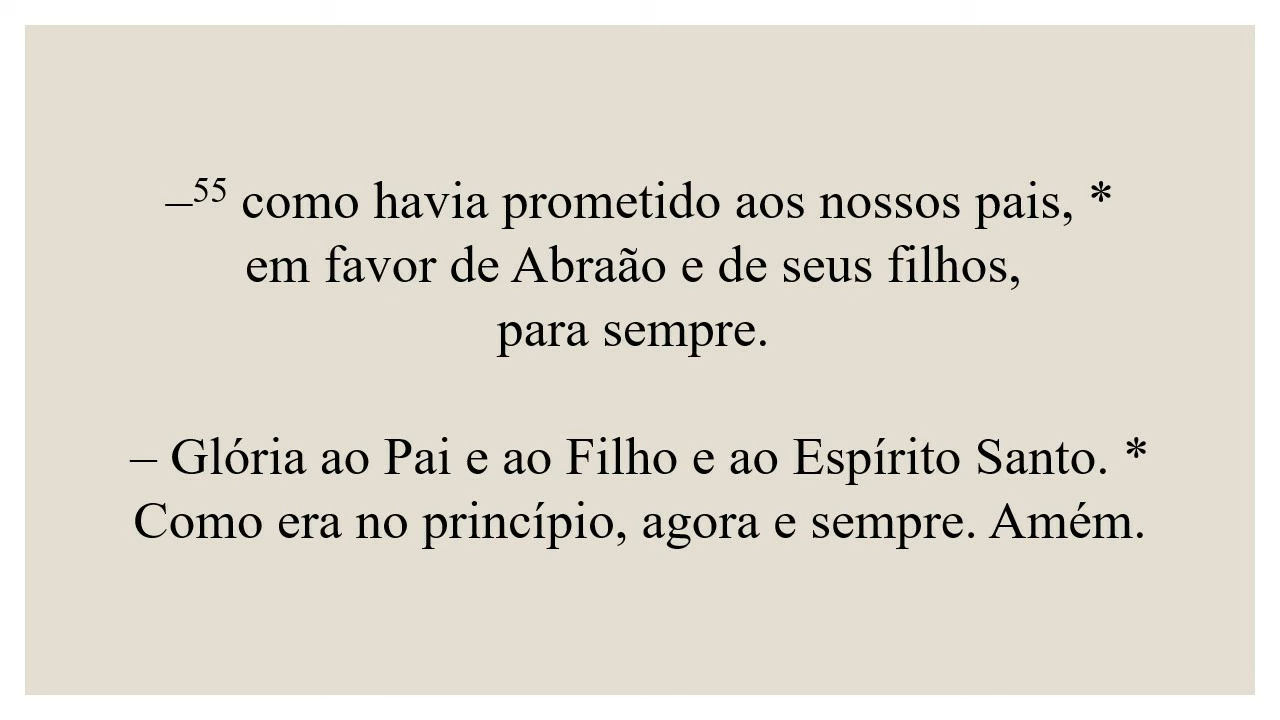 –⁵⁵ como havia prometido aos nossos pais, *
em favor de Abraão e de seus filhos,
para sempre.
– Glória ao Pai e ao Filho e ao Espírito Santo. *
Como era no princípio, agora e sempre. Amém.